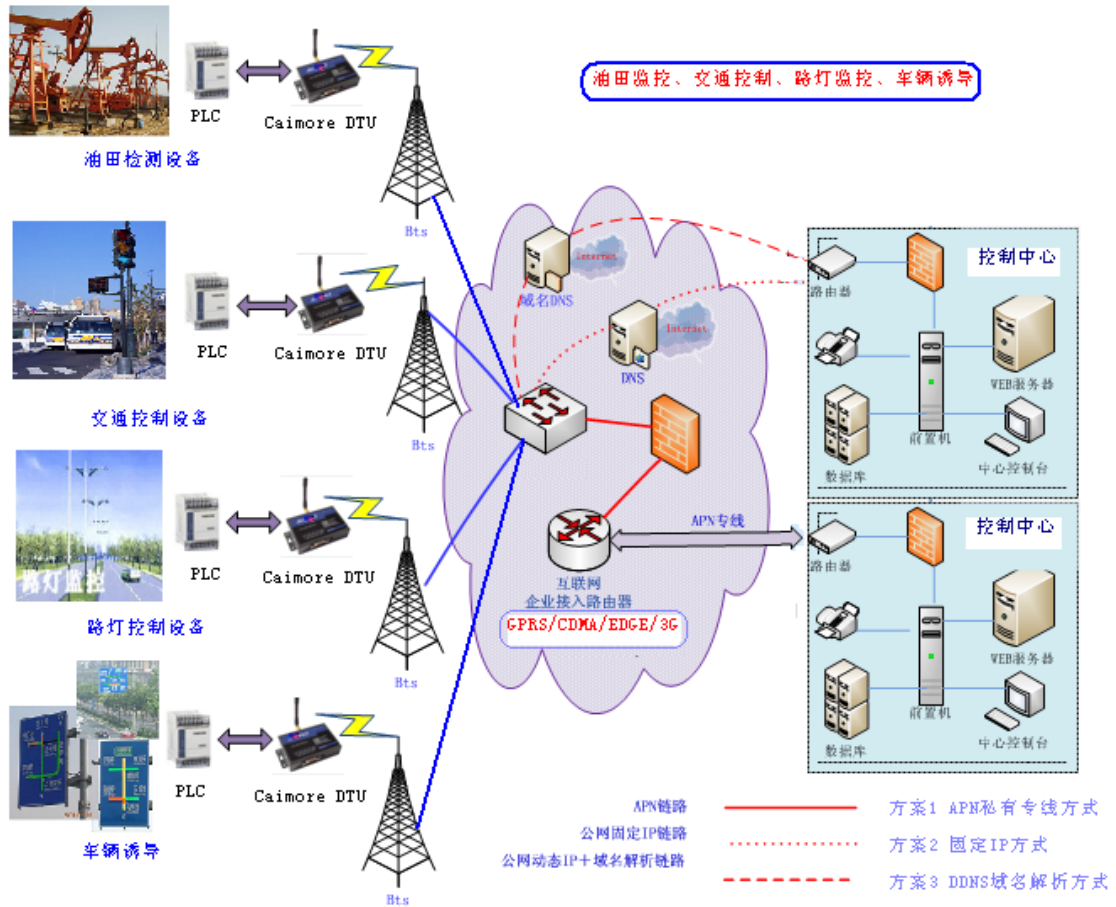 油田监控、交通控制、路灯监控、车辆诱导
PLC
Caimore DTU
油田检测设备
Bts
PLC
Caimore DTU
交通控制设备
Bts
PLC
Caimore DTU
路灯监控
路灯控制设备
Bts
PLC
Caimore DTU
车辆诱导
Bts
Internet
域名DNS
Internet
DNS
APN专线
互联网
企业接入路由器
GPRS/CDMA/EDGE/3G
控制中心
路由器
WEB服务器
前置机
数据库
中心控制台
控制中心
路由器
WEB服务器
前置机
数据库
中心控制台
APN链路
方案1 APN私有专线方式
公网固定IP链路
方案2 固定IP方式
公网动态IP+域名解析链路
方案3 DDNS域名解析方式